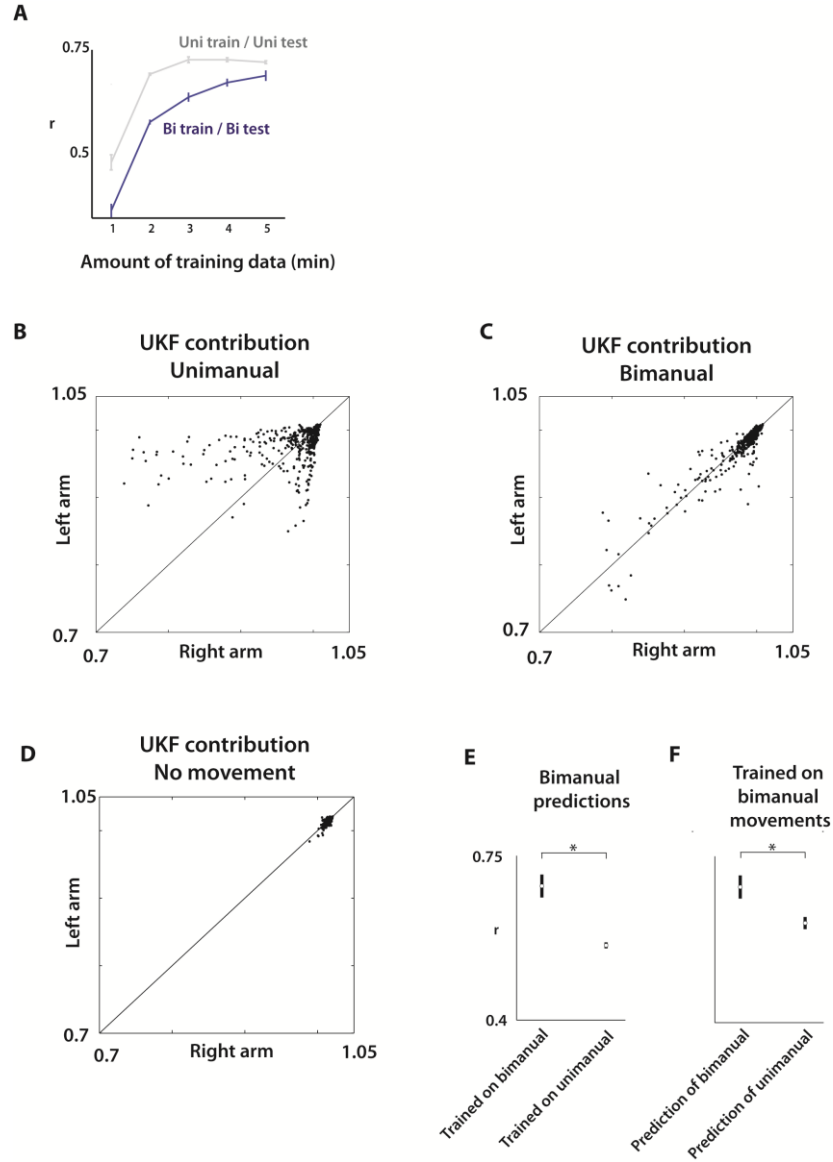 A
0.75
Uni train / Uni test
r
Bi train / Bi test
0.5
1
2
3
4
5
Amount of training data (min)
B
UKF contribution
Unimanual
1.05
Left arm
0.7
0.7
Right arm
1.05
C
UKF contribution
Bimanual
1.05
Left arm
0.7
0.7
Right arm
1.05
D
UKF contribution
No movement
1.05
Left arm
0.7
0.7
Right arm
1.05
E
Bimanual
predictions
0.75
*
r
0.4
Trained on bimanual
Trained on unimanual
F
Trained on
bimanual
movements
*
Prediction of bimanual
Prediction of unimanual